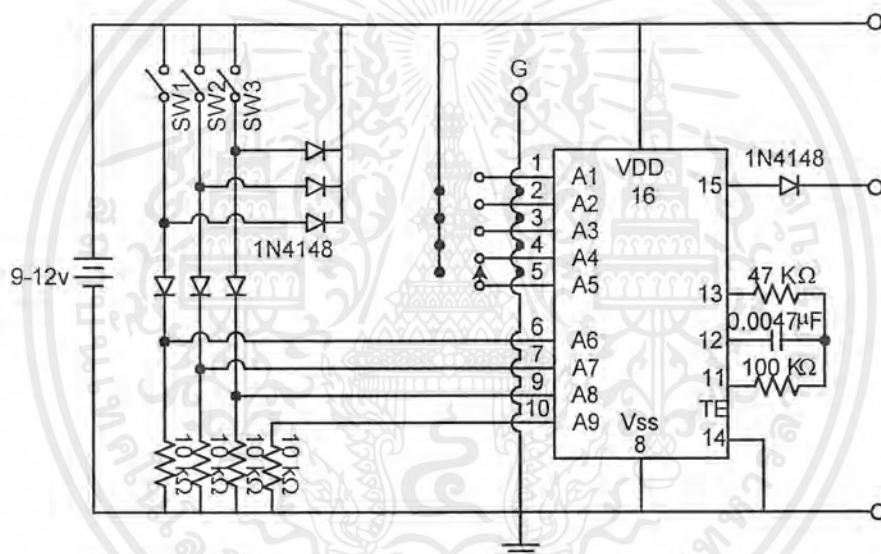 SW1
SW2
SW3
G
1N4148
9-12v
1
2
3
4
5
6
7
9
10
A1
A2
A3
A4
A5
A6
A7
A8
A9
VDD
16
15
1N4148
13
47 KΩ
12
0.0047µF
11
100 KΩ
TE
14
Vss
8
10 KΩ
10 KΩ
10 KΩ
10 KΩ